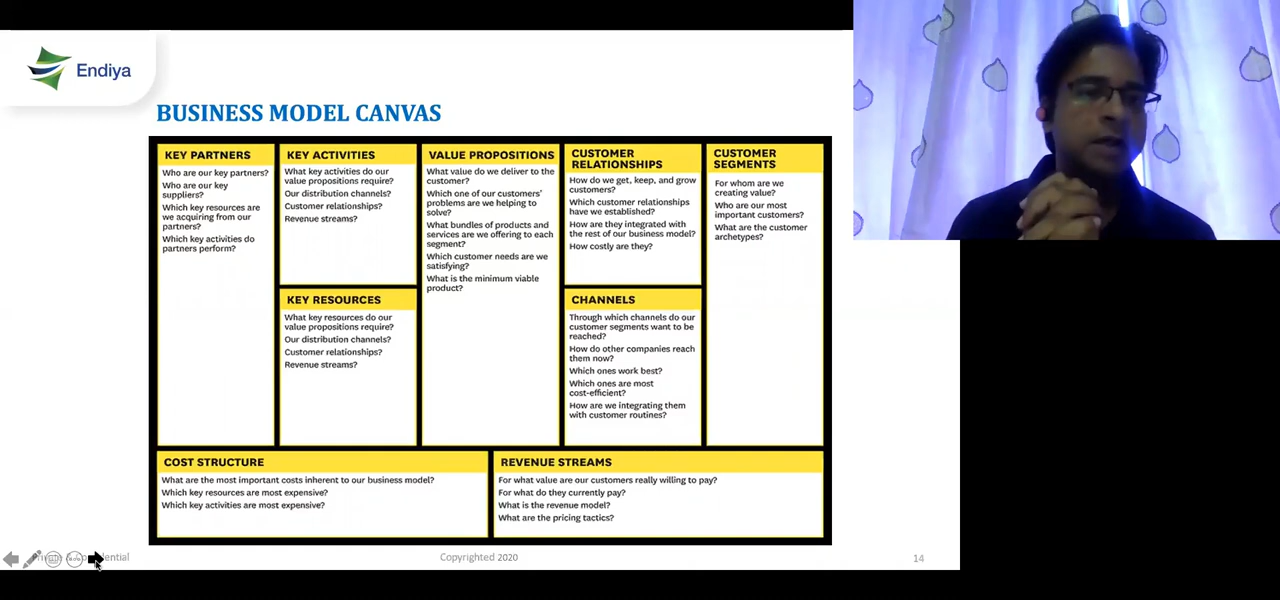 Endiya
BUSINESS MODEL CANVAS
KEY PARTNERS
Who are our key partners?
Who are our key
suppliers?
Which key resources are
we acquiring from our
partners?
Which key activities do
partners perform?
KEY ACTIVITIES
What key activities do our
value propositions require?
Our distribution channels?
Customer relationships?
Revenue streams?
KEY RESOURCES
What key resources do our
value propositions require?
Our distribution channels?
Customer relationships?
Revenue streams?
VALUE PROPOSITIONS
What value do we deliver to the
customer?
Which one of our customers'
problems are we helping to
solve?
What bundles of products and
services are we offering to each
segment?
Which customer needs are we
satisfying?
What is the minimum viable
product?
CUSTOMER
RELATIONSHIPS
How do we get, keep, and grow
customers?
Which customer relationships
have we established?
How are they integrated with
the rest of our business model?
How costly are they?
CHANNELS
Through which channels do our
customer segments want to be
reached?
How do other companies reach
them now?
Which ones work best?
Which ones are most
cost-efficient?
How are we integrating them
with customer routines?
CUSTOMER
SEGMENTS
For whom are we
creating value?
Who are our most
important customers?
What are the customer
archetypes?
COST STRUCTURE
What are the most important costs inherent to our business model?
Which key resources are most expensive?
Which key activities are most expensive?
REVENUE STREAMS
For what value are our customers really willing to pay?
For what do they currently pay?
What is the revenue model?
What are the pricing tactics?
Copyrighted 2020
14